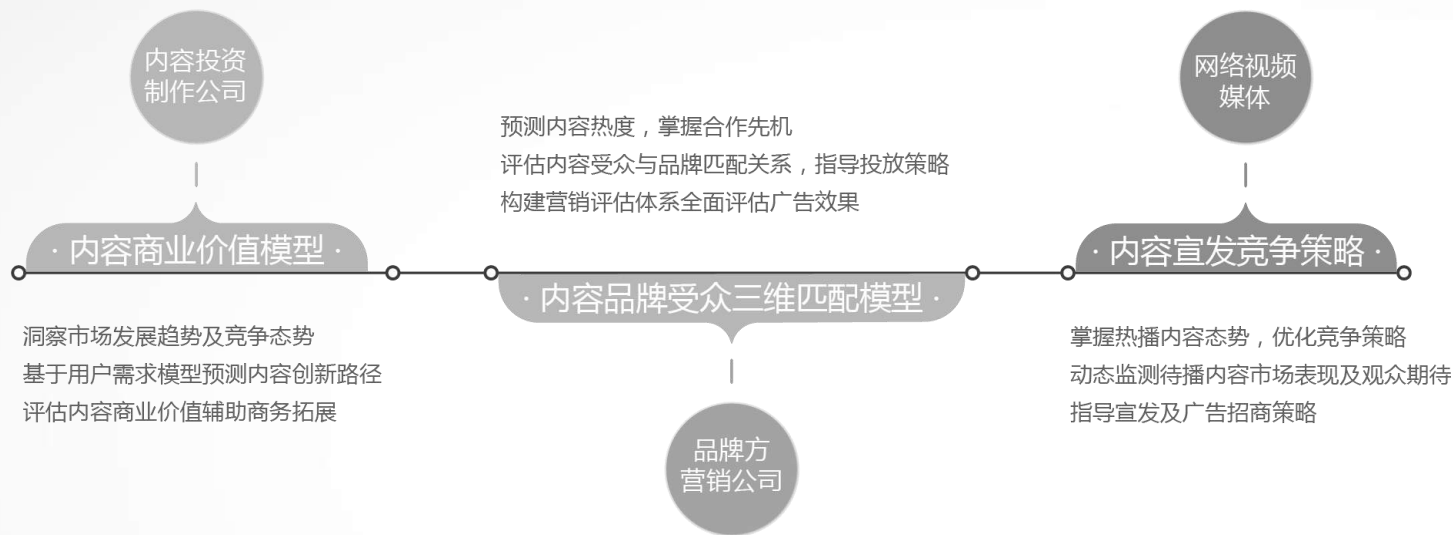 内容投资
制作公司
· 内容商业价值模型 ·
洞察市场发展趋势及竞争态势
基于用户需求模型预测内容创新路径
评估内容商业价值辅助商务拓展
预测内容热度，掌握合作先机
评估内容受众与品牌匹配关系，指导投放策略
构建营销评估体系全面评估广告效果
· 内容品牌受众三维匹配模型 ·
品牌方
营销公司
网络视频
媒体
· 内容宣发竞争策略 ·
掌握热播内容态势，优化竞争策略
动态监测待播内容市场表现及观众期待
指导宣发及广告招商策略